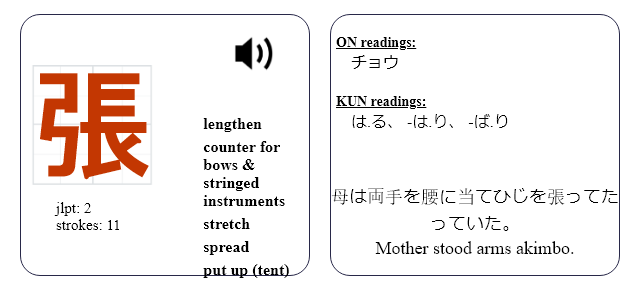 張
jlpt: 2
strokes: 11
lengthen
counter for
bows &
stringed
instruments
stretch
spread
put up (tent)
ON readings:
チョウ
KUN readings:
は.る、 -は.り、 -ば.り
母は両手を腰に当てひじを張ってた
っていた。
Mother stood arms akimbo.